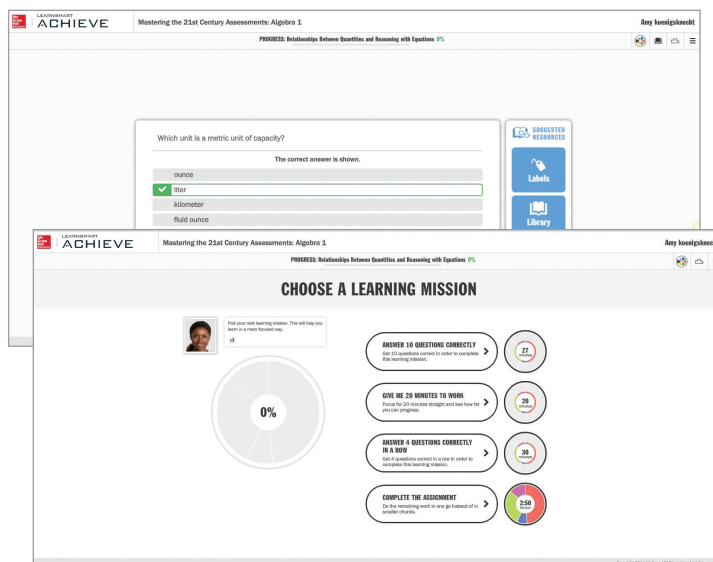 LEARNSMART
ACHIEVE
Mastering the 21st Century Assessments: Algebra 1
Amy koenigsknecht
PROGRESS: Relationships Between Quantities and Reasoning with Equations 0%
Which unit is a metric unit of capacity?
The correct answer is shown.
ounce
liter
kilometer
fluid ounce
SUGGESTED
RESOURCES
Labels
Library
LEARNSMART
ACHIEVE
Mastering the 21st Century Assessments: Algebra 1
Amy koenigsknec
PROGRESS: Relationships Between Quantities and Reasoning with Equations 0%
CHOOSE A LEARNING MISSION
Pick your next learning mission. This will help you
learn in a more focused way.
0%
ANSWER 10 QUESTIONS CORRECTLY
Get 10 questions correct in order to complete
this learning mission.
27
minutes
GIVE ME 20 MINUTES TO WORK
Focus for 20 minutes straight and see how far
you can progress.
20
minutes
ANSWER 4 QUESTIONS CORRECTLY
IN A ROW
Get 4 questions correct in a row in order to
complete this learning mission.
30
minutes
COMPLETE THE ASSIGNMENT
Do the remaining work in one go instead of in
smaller chunks.
2:50